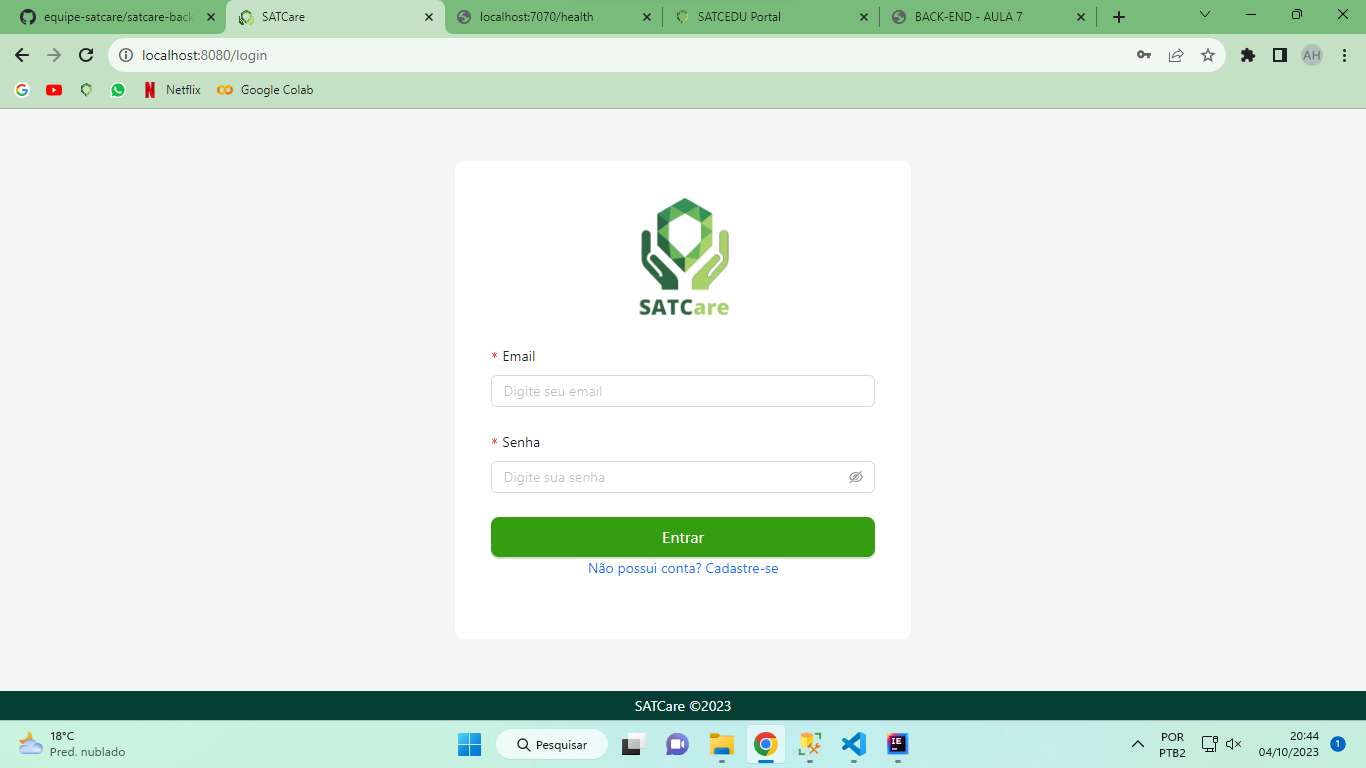 equipe-satcare/satcare-back
SATCare
localhost:7070/health
SATCEDU Portal
BACK-END - AULA 7
localhost:8080/login
AH
Netflix
Google Colab
SATCare
* Email
Digite seu email
* Senha
Digite sua senha
Entrar
Não possui conta? Cadastre-se
SATCare ©2023
18°C
Pred. nublado
Pesquisar
POR
PTB2
20:44
04/10/2023
1